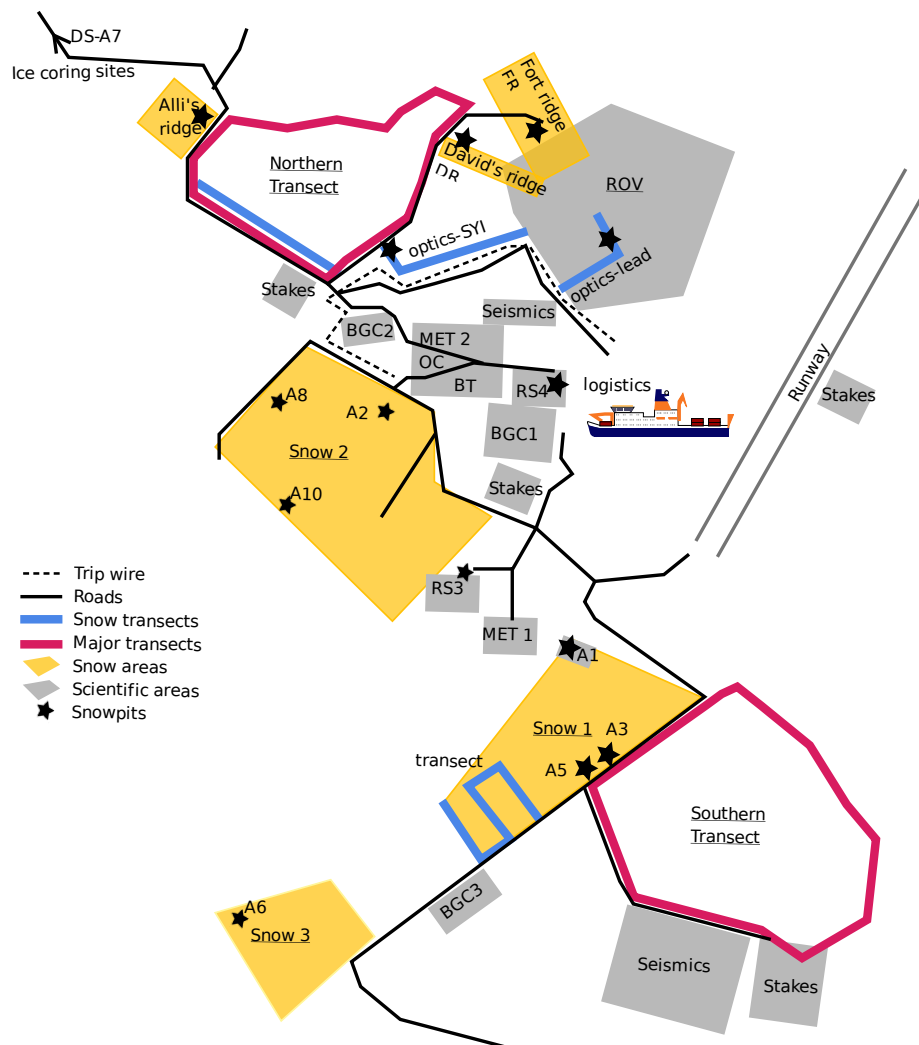 DS-A7
Ice coring sites
Alli's
ridge
Northern
Transect
Fort ridge
FR
David's ridge
DR
ROV
optics-SYI
optics-lead
Stakes
Seismics
BGC2
MET 2
OC
BT
RS4
logistics
Runway
Stakes
A8
A2
BGC1
Snow 2
A10
Stakes
Trip wire
Roads
Snow transects
Major transects
Snow areas
Scientific areas
Snowpits
RS3
MET 1
A1
Snow 1
A3
A5
transect
Southern
Transect
BGC3
A6
Snow 3
Seismics
Stakes